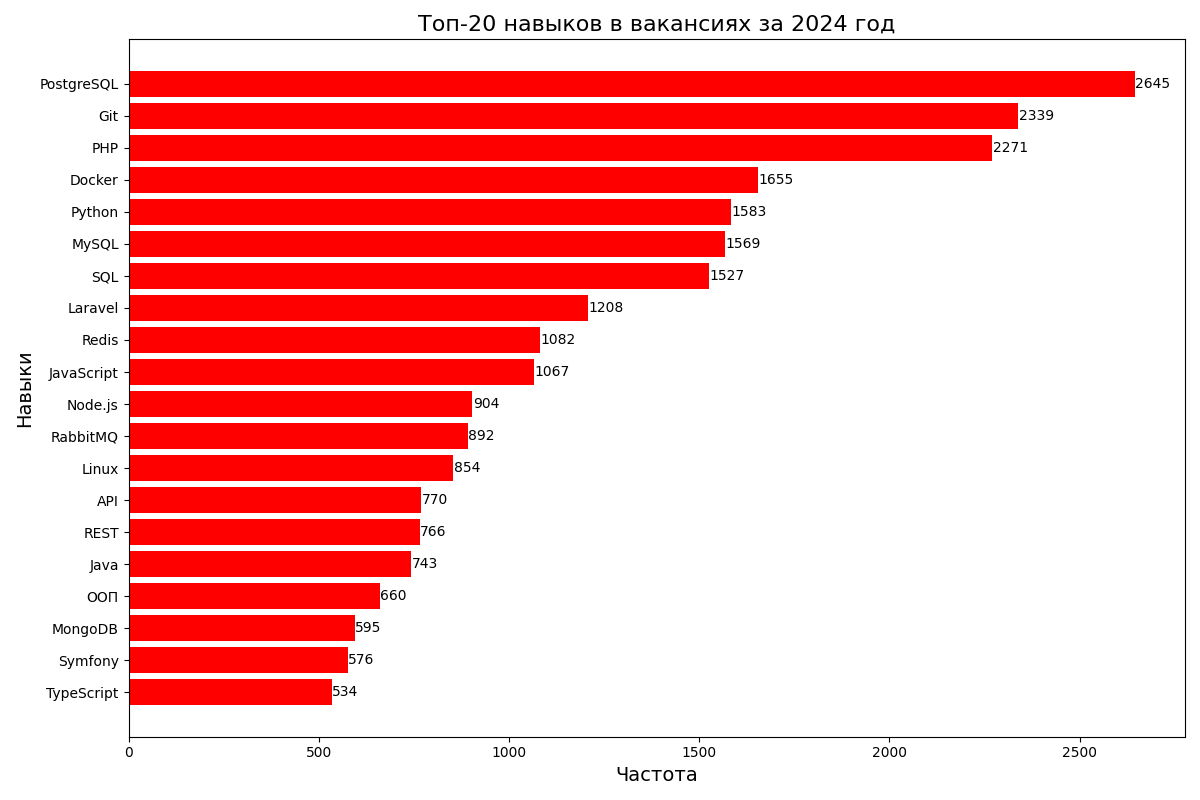 Топ-20 навыков в вакансиях за 2024 год
Навыки
PostgreSQL 2645
Git 2339
PHP 2271
Docker 1655
Python 1583
MySQL 1569
SQL 1527
Laravel 1208
Redis 1082
JavaScript 1067
Node.js 904
RabbitMQ 892
Linux 854
API 770
REST 766
Java 743
ООП 660
MongoDB 595
Symfony 576
TypeScript 534
0 500 1000 1500 2000 2500
Частота